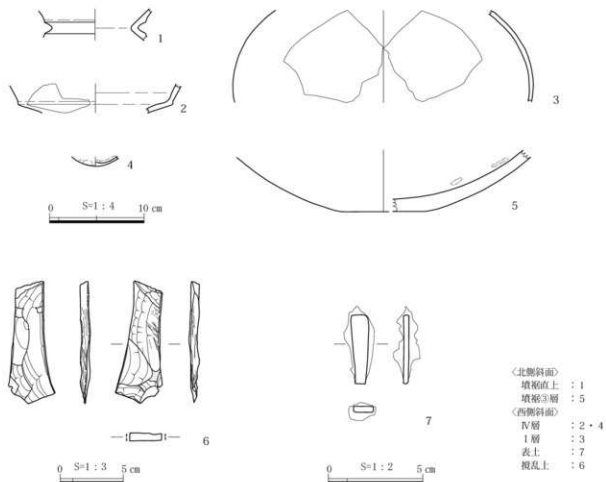 1
2
3
4
5
S=1：4
0 10 cm
6
7
S=1：3
0 5 cm
S=1：2
0 5 cm
〈北側斜面〉
墳裾直上 ：1
墳裾③層 ：5
〈西側斜面〉
Ⅳ層 ：2・4
Ⅰ層 ：3
表土 ：7
攪乱土 ：6